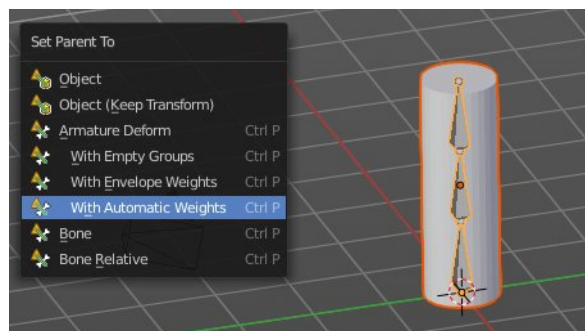 Set Parent To
Object
Object (Keep Transform)
Armature Deform Ctrl P
With Empty Groups Ctrl P
With Envelope Weights Ctrl P
With Automatic Weights Ctrl P
Bone Ctrl P
Bone Relative Ctrl P